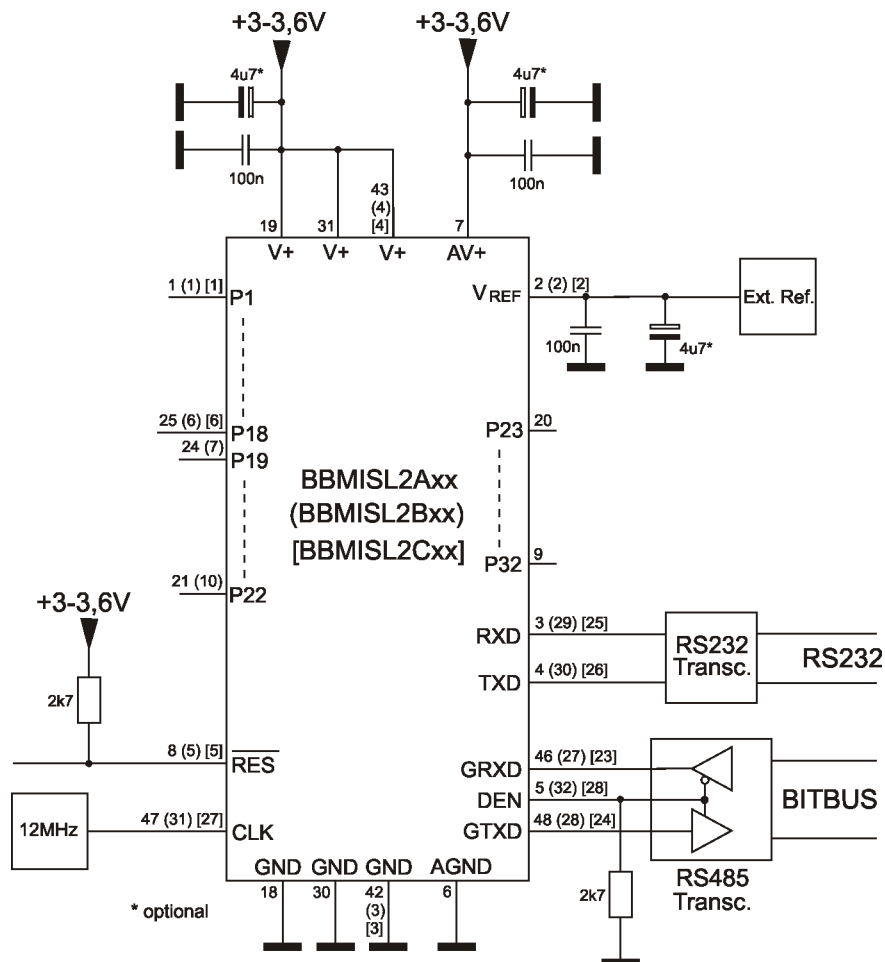 +3-3,6V
+3-3,6V
4u7*
4u7*
100n
100n
43
(4)
[4]
19
31
7
V+
V+
V+
AV+
1 (1) [1]
P1
VREF
2 (2) [2]
Ext. Ref.
100n
4u7*
25 (6) [6]
P18
24 (7)
P19
P23
20
BBMISL2Axx
(BBMISL2Bxx)
[BBMISL2Cxx]
21 (10)
P22
P32
9
+3-3,6V
2k7
RXD
3 (29) [25]
TXD
4 (30) [26]
RS232
Transc.
RS232
8 (5) [5]
RES
GRXD
46 (27) [23]
DEN
5 (32) [28]
GTXD
48 (28) [24]
BITBUS
12MHz
47 (31) [27]
CLK
GND
GND
GND
AGND
18
30
42
(3)
[3]
6
2k7
RS485
Transc.
* optional